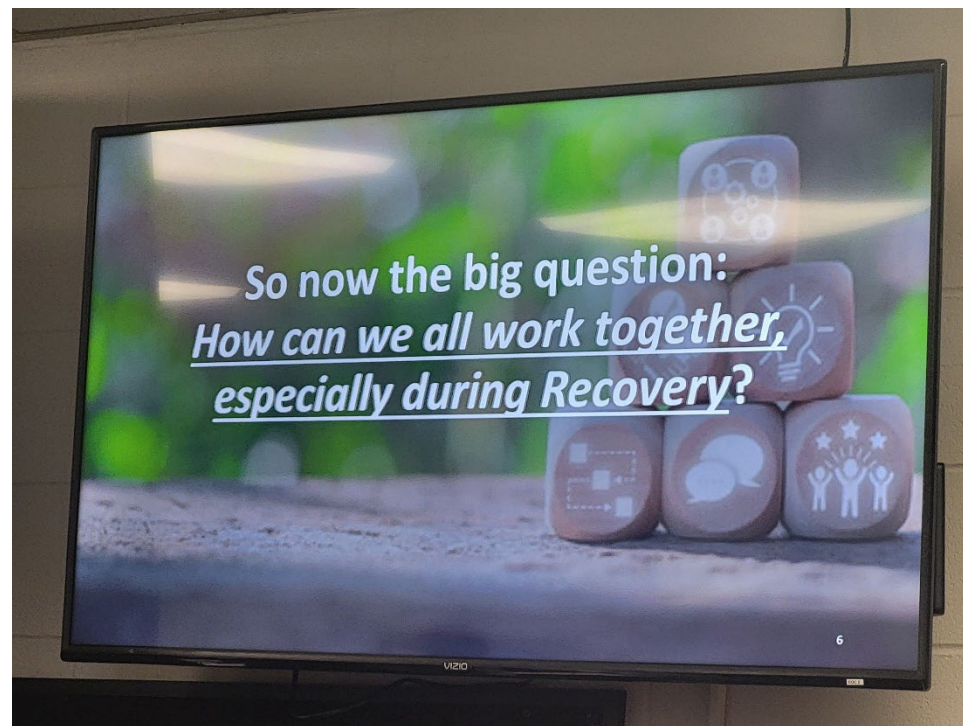 So now the big question:
How can we all work together,
especially during Recovery?
6
VIZIO